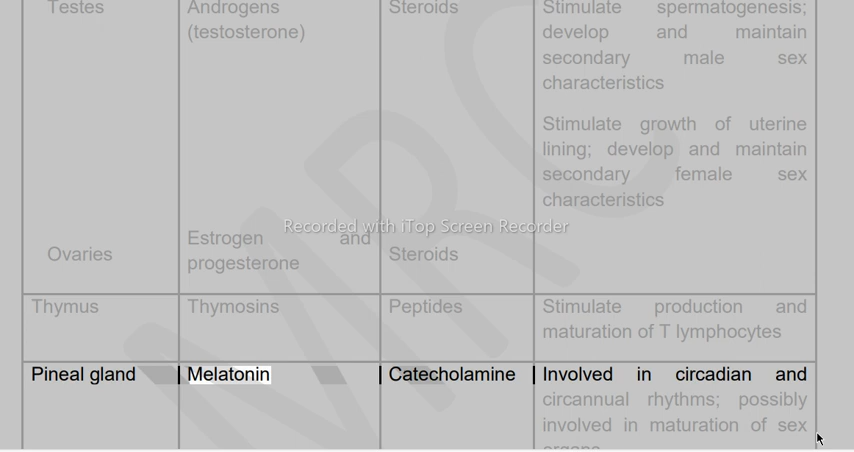 Testes Androgens Steroids Stimulate spermatogenesis;
(testosterone) develop and maintain
secondary male sex
characteristics
Stimulate growth of uterine
lining; develop and maintain
secondary female sex
characteristics
Recorded with iTop Screen Recorder
Estrogen and
Ovaries Steroids
progesterone
Thymus Thymosins Peptides Stimulate production and
maturation of T lymphocytes
Pineal gland Melatonin Catecholamine Involved in circadian and
circannual rhythms; possibly
involved in maturation of sex
organs
MRC